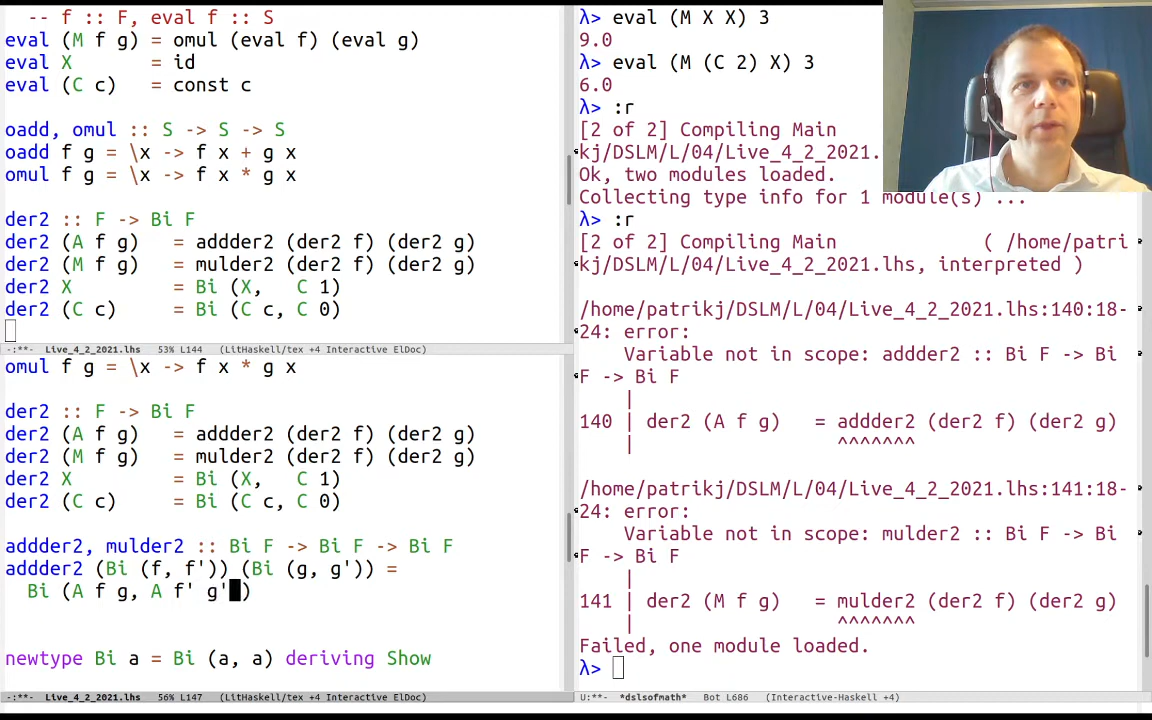 -- f :: F, eval f :: S
eval (M f g) = omul (eval f) (eval g)
eval X       = id
eval (C c)   = const c
oadd, omul :: S -> S -> S
oadd f g = \x -> f x + g x
omul f g = \x -> f x * g x
der2 :: F -> Bi F
der2 (A f g)   = addder2 (der2 f) (der2 g)
der2 (M f g)   = mulder2 (der2 f) (der2 g)
der2 X         = Bi (X,   C 1)
der2 (C c)     = Bi (C c, C 0)
-:**-  Live_4_2_2021.lhs   53% L144   (LitHaskell/tex +4 Interactive ElDoc)
omul f g = \x -> f x * g x
der2 :: F -> Bi F
der2 (A f g)   = addder2 (der2 f) (der2 g)
der2 (M f g)   = mulder2 (der2 f) (der2 g)
der2 X         = Bi (X,   C 1)
der2 (C c)     = Bi (C c, C 0)
addder2, mulder2 :: Bi F -> Bi F -> Bi F
addder2 (Bi (f, f')) (Bi (g, g')) =
  Bi (A f g, A f' g' )
newtype Bi a = Bi (a, a) deriving Show
-:**-  Live_4_2_2021.lhs   56% L147   (LitHaskell/tex +4 Interactive ElDoc)
λ> eval (M X X) 3
9.0
λ> eval (M (C 2) X) 3
6.0
λ> :r
[2 of 2] Compiling Main
kj/DSLM/L/04/Live_4_2_2021.
Ok, two modules loaded.
Collecting type info for 1 module(s) ...
λ> :r
[2 of 2] Compiling Main             ( /home/patri
kj/DSLM/L/04/Live_4_2_2021.lhs, interpreted )
/home/patrikj/DSLM/L/04/Live_4_2_2021.lhs:140:18-
24: error:
    Variable not in scope: addder2 :: Bi F -> Bi
F -> Bi F
    |
140 | der2 (A f g)   = addder2 (der2 f) (der2 g)
    |                  ^^^^^^^
/home/patrikj/DSLM/L/04/Live_4_2_2021.lhs:141:18-
24: error:
    Variable not in scope: mulder2 :: Bi F -> Bi
F -> Bi F
    |
141 | der2 (M f g)   = mulder2 (der2 f) (der2 g)
    |                  ^^^^^^^
Failed, one module loaded.
λ>
U:**-  *dslsofmath*   Bot L686   (Interactive-Haskell +4)